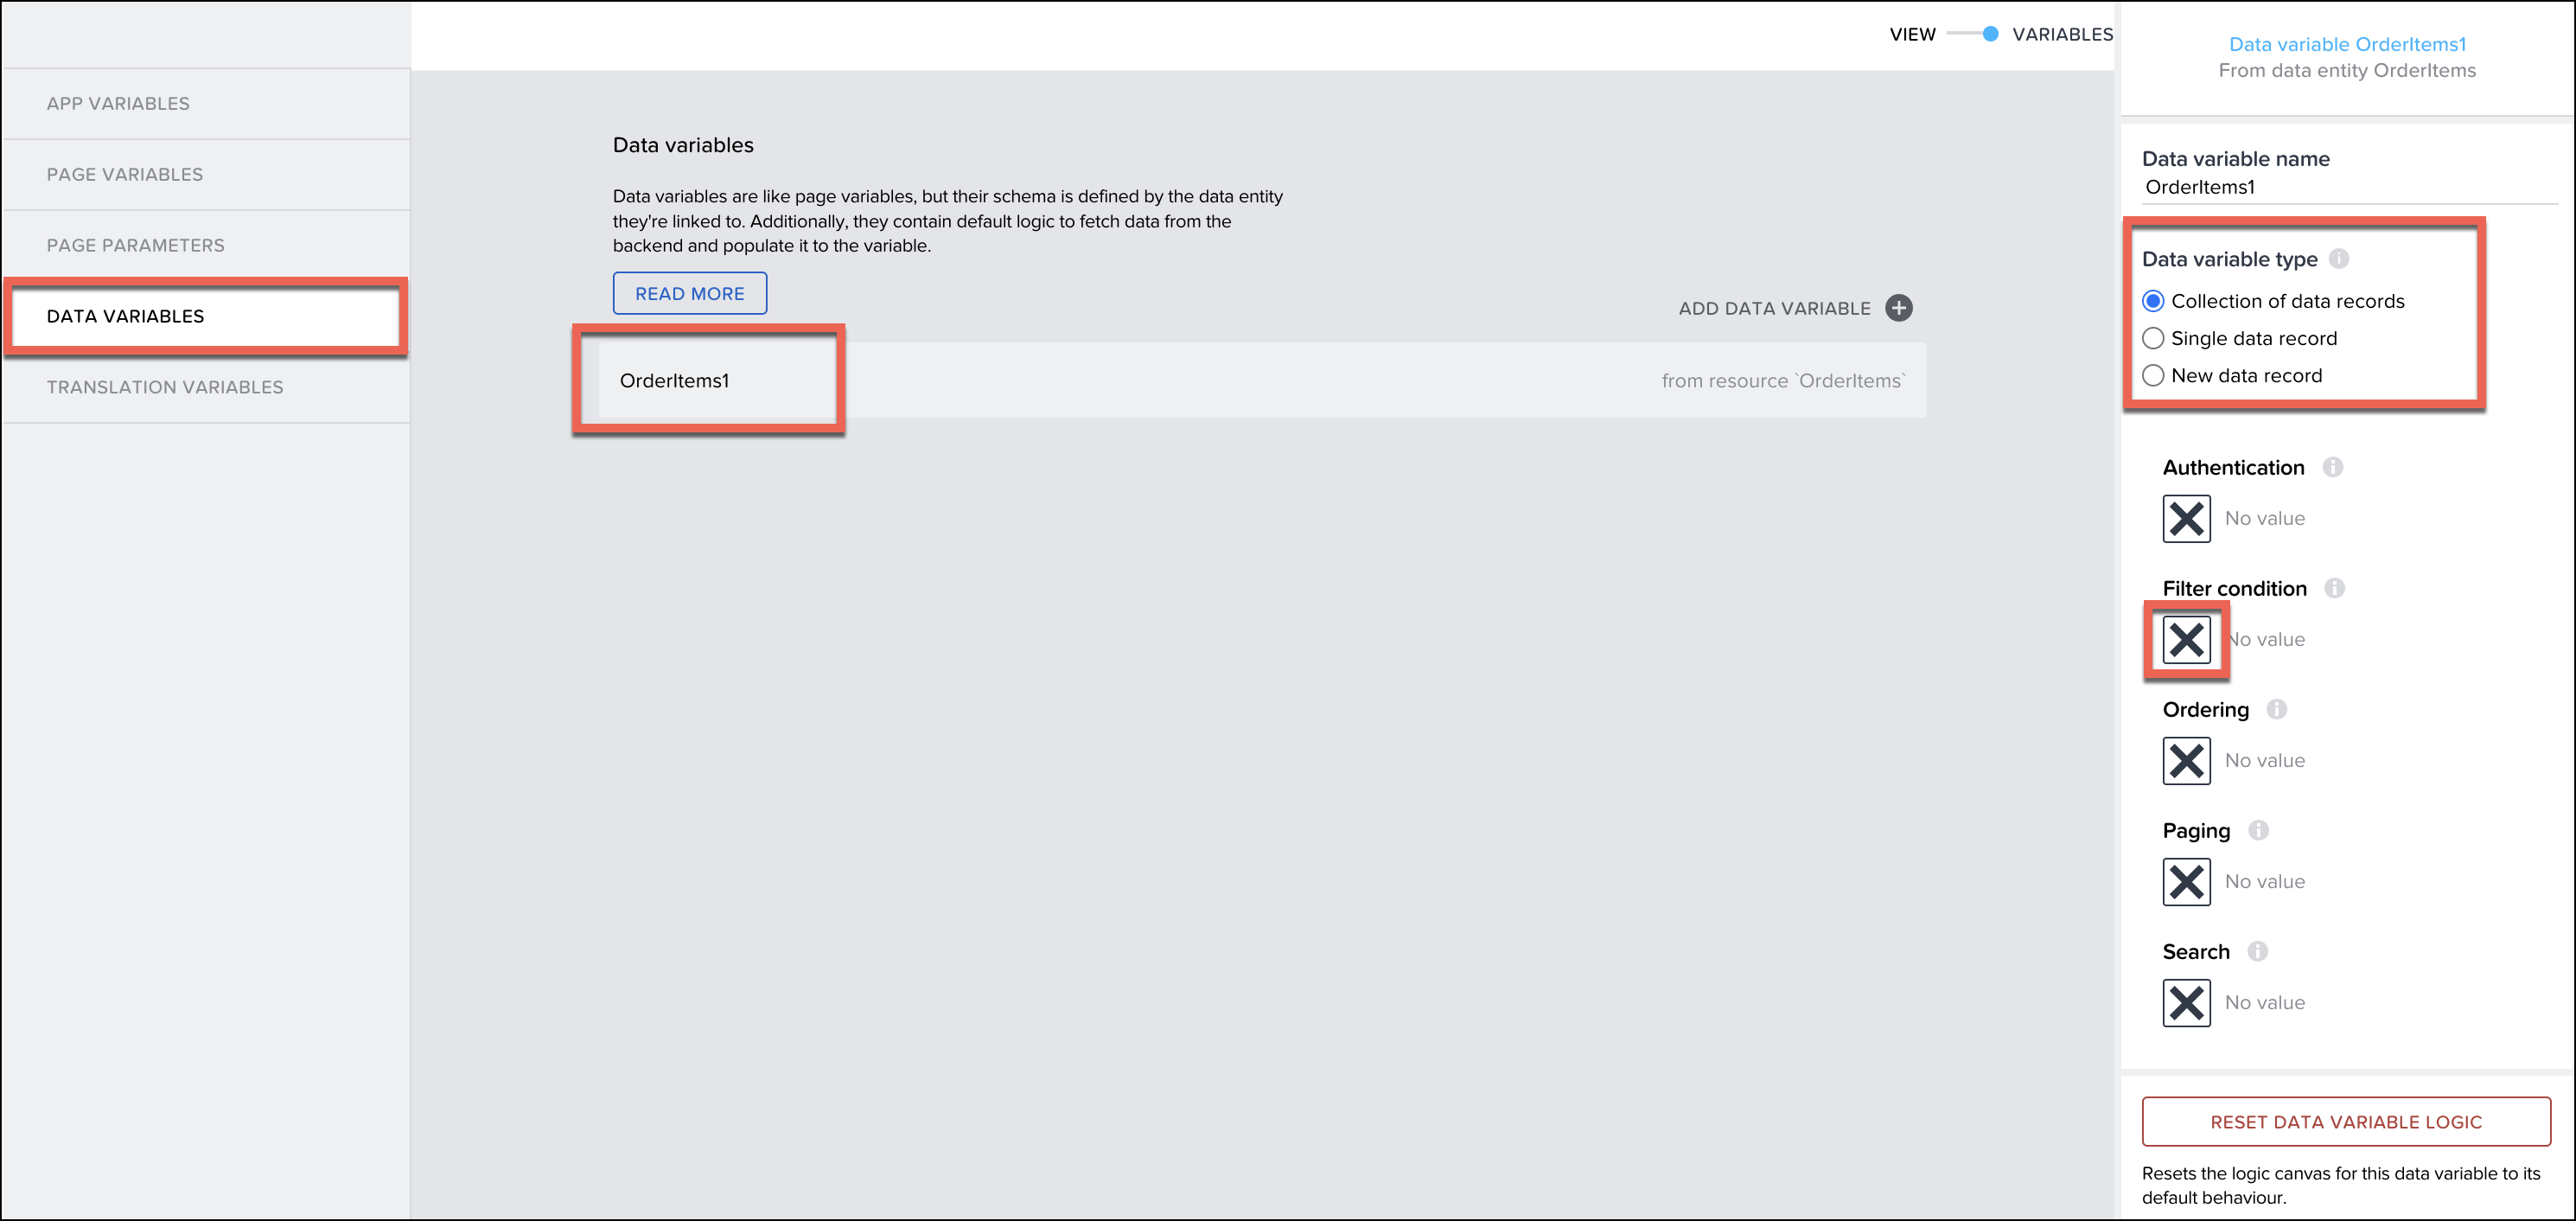 APP VARIABLES
PAGE VARIABLES
PAGE PARAMETERS
DATA VARIABLES
TRANSLATION VARIABLES
VIEW VARIABLES
Data variables
Data variables are like page variables, but their schema is defined by the data entity
they're linked to. Additionally, they contain default logic to fetch data from the
backend and populate it to the variable.
READ MORE
ADD DATA VARIABLE
OrderItems1 from resource `OrderItems`
Data variable OrderItems1
From data entity OrderItems
Data variable name
OrderItems1
Data variable type
Collection of data records
Single data record
New data record
Authentication
No value
Filter condition
No value
Ordering
No value
Paging
No value
Search
No value
RESET DATA VARIABLE LOGIC
Resets the logic canvas for this data variable to its
default behaviour.